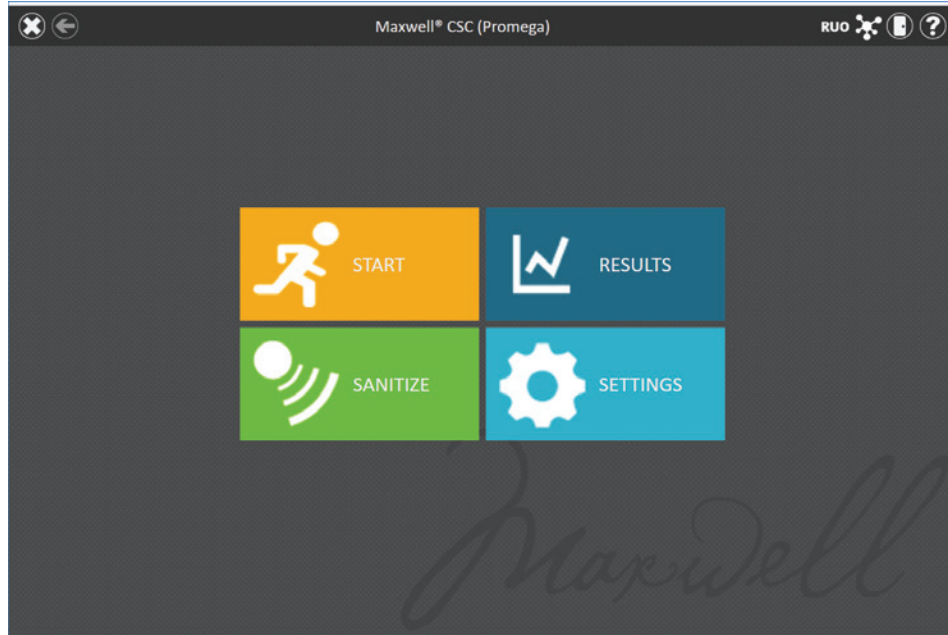 Maxwell® CSC (Promega)
RUO
?
START
RESULTS
SANITIZE
SETTINGS
Maxwell